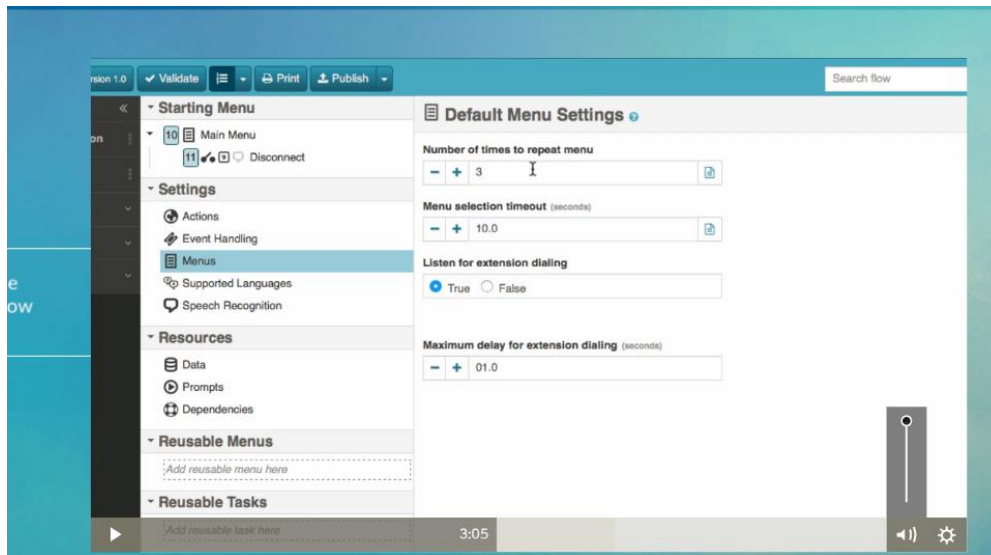 rsion 1.0 Validate Print Publish Search flow
« Starting Menu
on
10 Main Menu
11 Disconnect
Settings
Actions
Event Handling
Menus
Supported Languages
Speech Recognition
Resources
Data
Prompts
Dependencies
Reusable Menus
Add reusable menu here
Reusable Tasks
Add reusable task here
Default Menu Settings ?
Number of times to repeat menu
− + 3
Menu selection timeout (seconds)
− + 10.0
Listen for extension dialing
True False
Maximum delay for extension dialing (seconds)
− + 01.0
e
ow
3:05